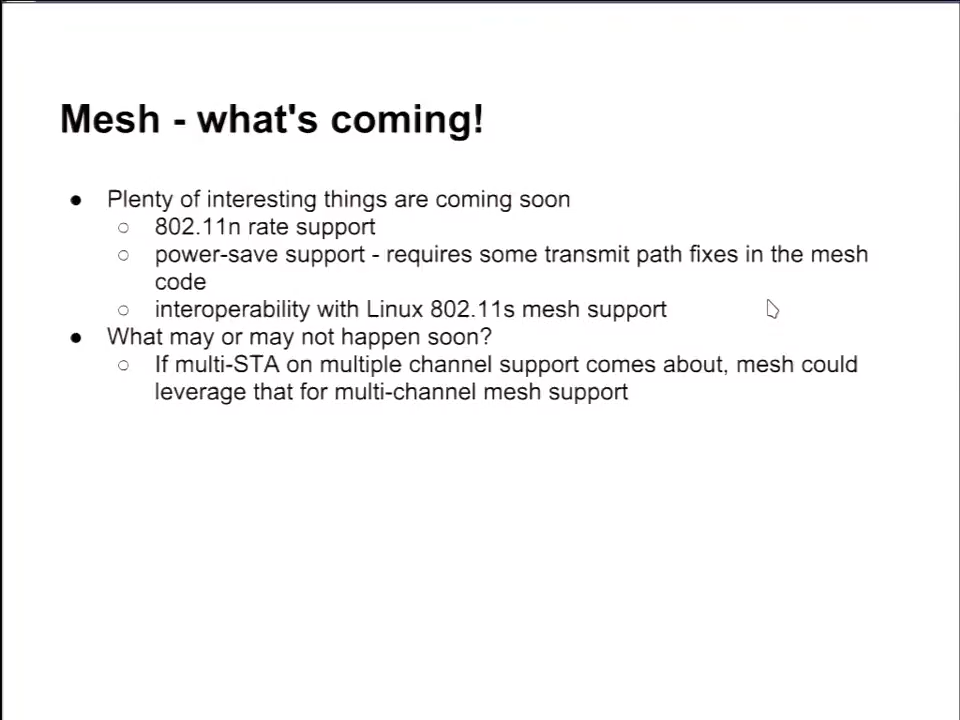 Mesh - what's coming!
● Plenty of interesting things are coming soon
○ 802.11n rate support
○ power-save support - requires some transmit path fixes in the mesh
code
○ interoperability with Linux 802.11s mesh support
● What may or may not happen soon?
○ If multi-STA on multiple channel support comes about, mesh could
leverage that for multi-channel mesh support